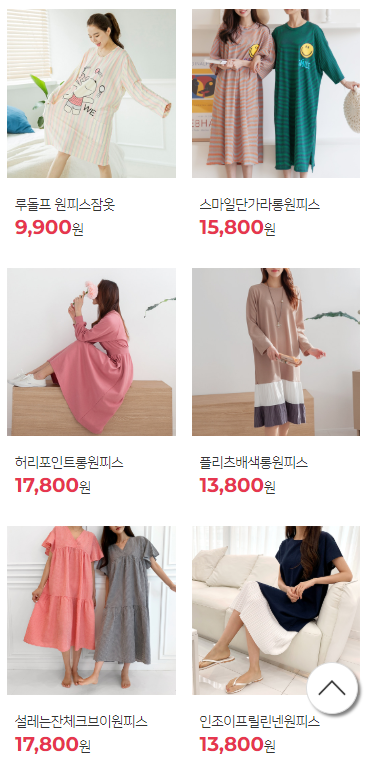 루돌프 원피스잠옷
9,900원
스마일단가라롱원피스
15,800원
허리포인트롱원피스
17,800원
플리츠배색롱원피스
13,800원
설레는잔체크브이원피스
17,800원
인조이프릴린넨원피스
13,800원